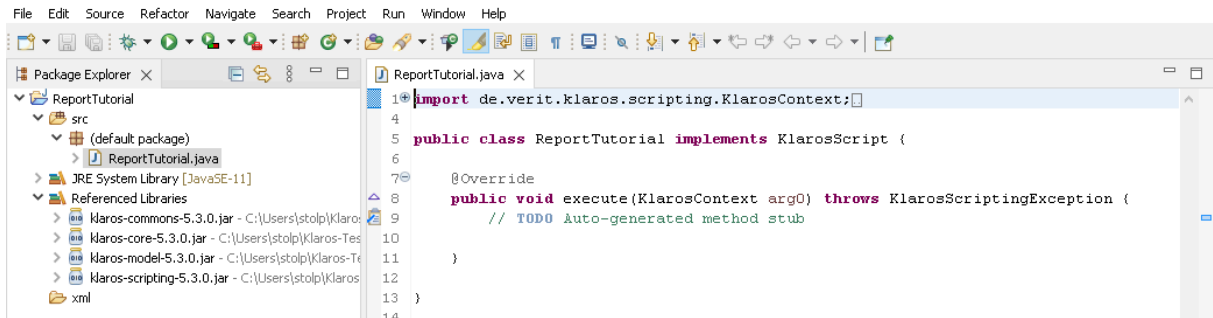 File Edit Source Refactor Navigate Search Project Run Window Help
Package Explorer
ReportTutorial
src
(default package)
ReportTutorial.java
JRE System Library [JavaSE-11]
Referenced Libraries
klaros-commons-5.3.0.jar - C:\Users\stolp\Klaros
klaros-core-5.3.0.jar - C:\Users\stolp\Klaros-Tes
klaros-model-5.3.0.jar - C:\Users\stolp\Klaros-Te
klaros-scripting-5.3.0.jar - C:\Users\stolp\Klaros
xml
ReportTutorial.java
1 import de.verit.klaros.scripting.KlarosContext;
4
5 public class ReportTutorial implements KlarosScript {
6
7 @Override
8 public void execute(KlarosContext arg0) throws KlarosScriptingException {
9 // TODO Auto-generated method stub
10
11 }
12
13 }
14